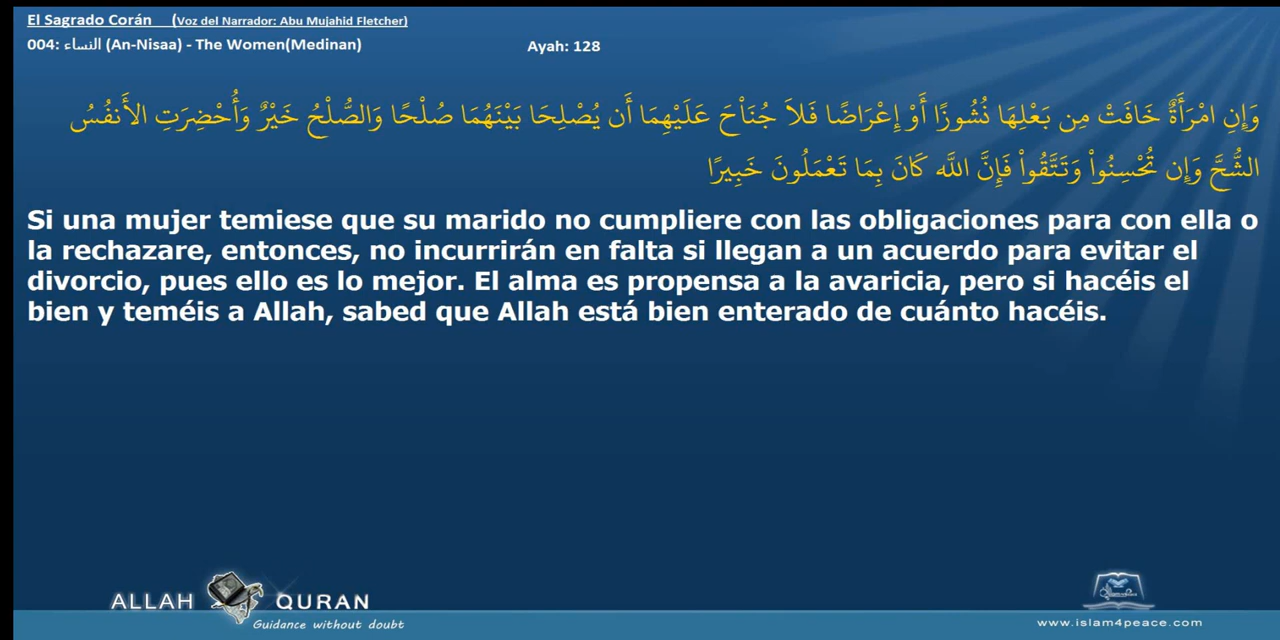 El Sagrado Corán (Voz del Narrador: Abu Mujahid Fletcher)
004: النساء (An-Nisaa) - The Women(Medinan) Ayah: 128
وَإِنِ امْرَأَةٌ خَافَتْ مِن بَعْلِهَا نُشُوزًا أَوْ إِعْرَاضًا فَلاَ جُنَاْحَ عَلَيْهِمَا أَن يُصْلِحَا بَيْنَهُمَا صُلْحًا وَالصُّلْحُ خَيْرٌ وَأُحْضِرَتِ الأَنفُسُ
الشُّحَّ وَإِن تُحْسِنُواْ وَتَتَّقُواْ فَإِنَّ اللّه كَانَ بِمَا تَعْمَلُونَ خَبِيرًا
Si una mujer temiese que su marido no cumpliere con las obligaciones para con ella o
la rechazare, entonces, no incurrirán en falta si llegan a un acuerdo para evitar el
divorcio, pues ello es lo mejor. El alma es propensa a la avaricia, pero si hacéis el
bien y teméis a Allah, sabed que Allah está bien enterado de cuánto hacéis.
ALLAH QURAN
Guidance without doubt
www.islam4peace.com